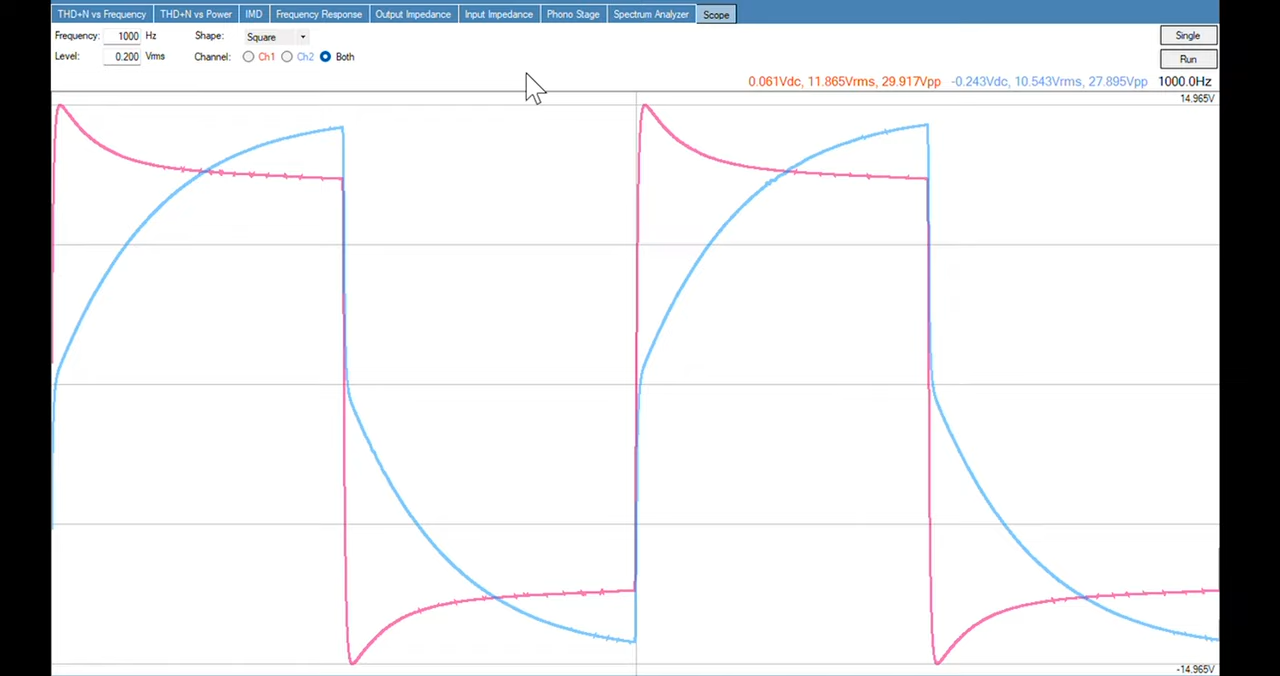 THD+N vs Frequency THD+N vs Power IMD Frequency Response Output Impedance Input Impedance Phono Stage Spectrum Analyzer Scope
Frequency: 1000 Hz Shape: Square Single
Level: 0.200 Vrms Channel: Ch1 Ch2 Both Run
0.061Vdc, 11.865Vrms, 29.917Vpp -0.243Vdc, 10.543Vrms, 27.895Vpp 1000.0Hz
14.965V
-14.965V